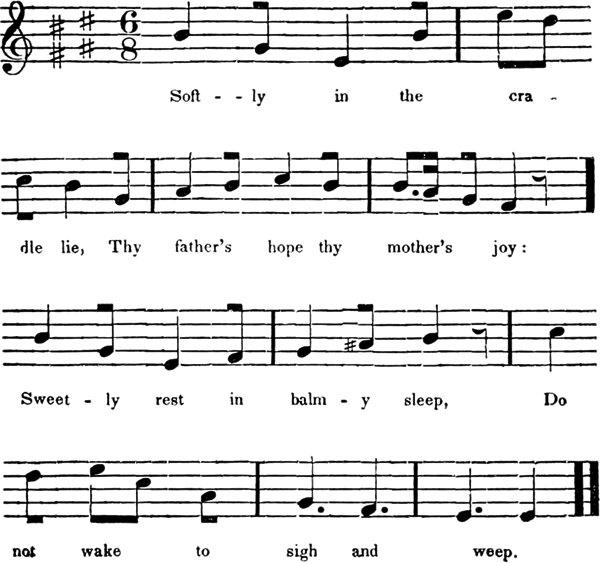 6
8
Soft - - ly in the cra -
dle lie, Thy father's hope thy mother's joy:
Sweet - ly rest in balm - y sleep, Do
not wake to sigh and weep.